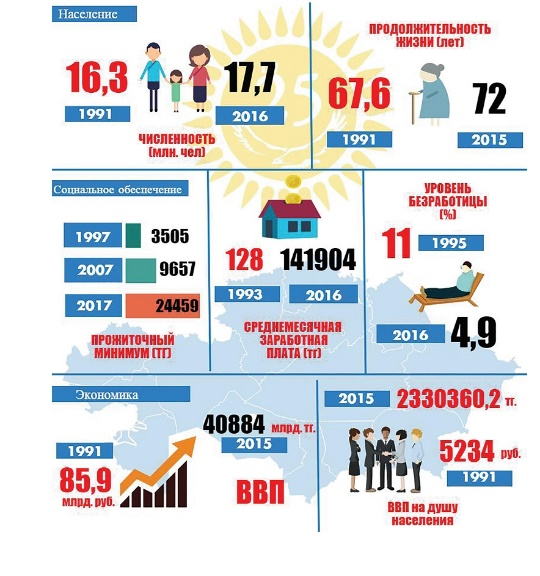 Население
16,3
1991
17,7
2016
ЧИСЛЕННОСТЬ
(МЛН. ЧЕЛ)
ПРОДОЛЖИТЕЛЬНОСТЬ
ЖИЗНИ (ЛЕТ)
67,6
1991
72
2015
25
Социальное обеспечение
1997
3505
2007
9657
2017
24459
ПРОЖИТОЧНЫЙ
МИНИМУМ (ТГ)
128
1993
141904
2016
СРЕДНЕМЕСЯЧНАЯ
ЗАРАБОТНАЯ
ПЛАТА (тг)
УРОВЕНЬ
БЕЗРАБОТИЦЫ
(%)
11
1995
2016
4,9
Экономика
1991
85,9
млрд. руб.
40884 млрд. тг.
2015
ВВП
2015
2330360,2 тг.
5234 руб.
1991
ВВП на душу
населения